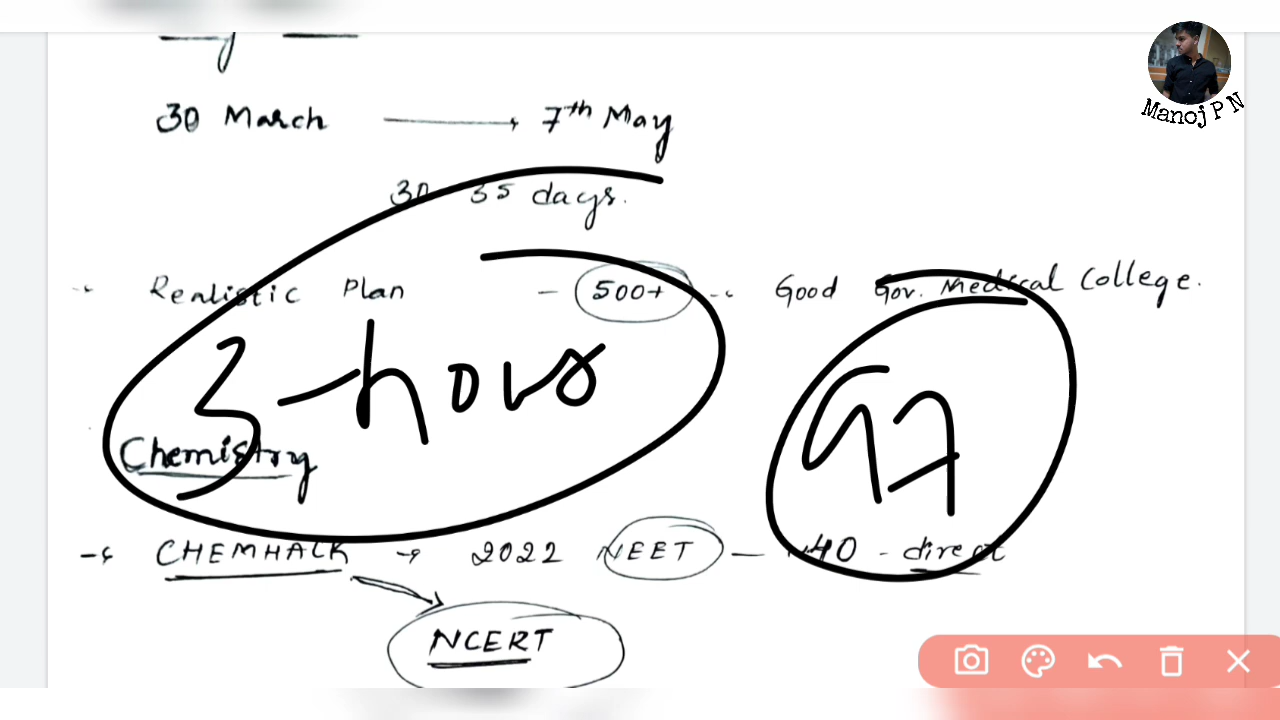 Manoj P N
30 March → 7th May
30 - 35 days.
Realistic Plan - 500+ Good Gov. Medical College.
3-hours
97
Chemistry
→ CHEMHACK → 2022 NEET - 40 - direct
NCERT